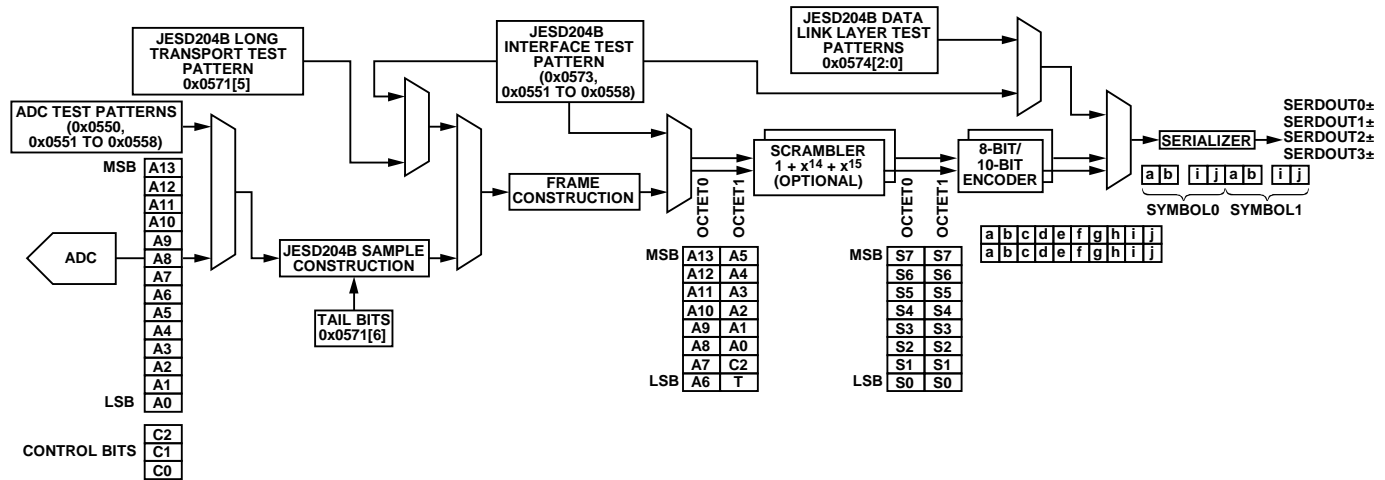 JESD204B LONG
TRANSPORT TEST
PATTERN
0x0571[5]
JESD204B
INTERFACE TEST
PATTERN
(0x0573,
0x0551 TO 0x0558)
JESD204B DATA
LINK LAYER TEST
PATTERNS
0x0574[2:0]
ADC TEST PATTERNS
(0x0550,
0x0551 TO 0x0558)
MSB A13
A12
A11
A10
A9
A8
A7
A6
A5
A4
A3
A2
A1
LSB A0
CONTROL BITS
C2
C1
C0
ADC
JESD204B SAMPLE
CONSTRUCTION
TAIL BITS
0x0571[6]
FRAME
CONSTRUCTION
OCTET0
OCTET1
MSB A13 A5
A12 A4
A11 A3
A10 A2
A9 A1
A8 A0
A7 C2
LSB A6 T
SCRAMBLER
1 + x14 + x15
(OPTIONAL)
OCTET0
OCTET1
MSB S7 S7
S6 S6
S5 S5
S4 S4
S3 S3
S2 S2
S1 S1
LSB S0 S0
8-BIT/
10-BIT
ENCODER
a b c d e f g h i j
a b c d e f g h i j
SERIALIZER
SERDOUT0±
SERDOUT1±
SERDOUT2±
SERDOUT3±
a b i j a b i j
SYMBOL0 SYMBOL1